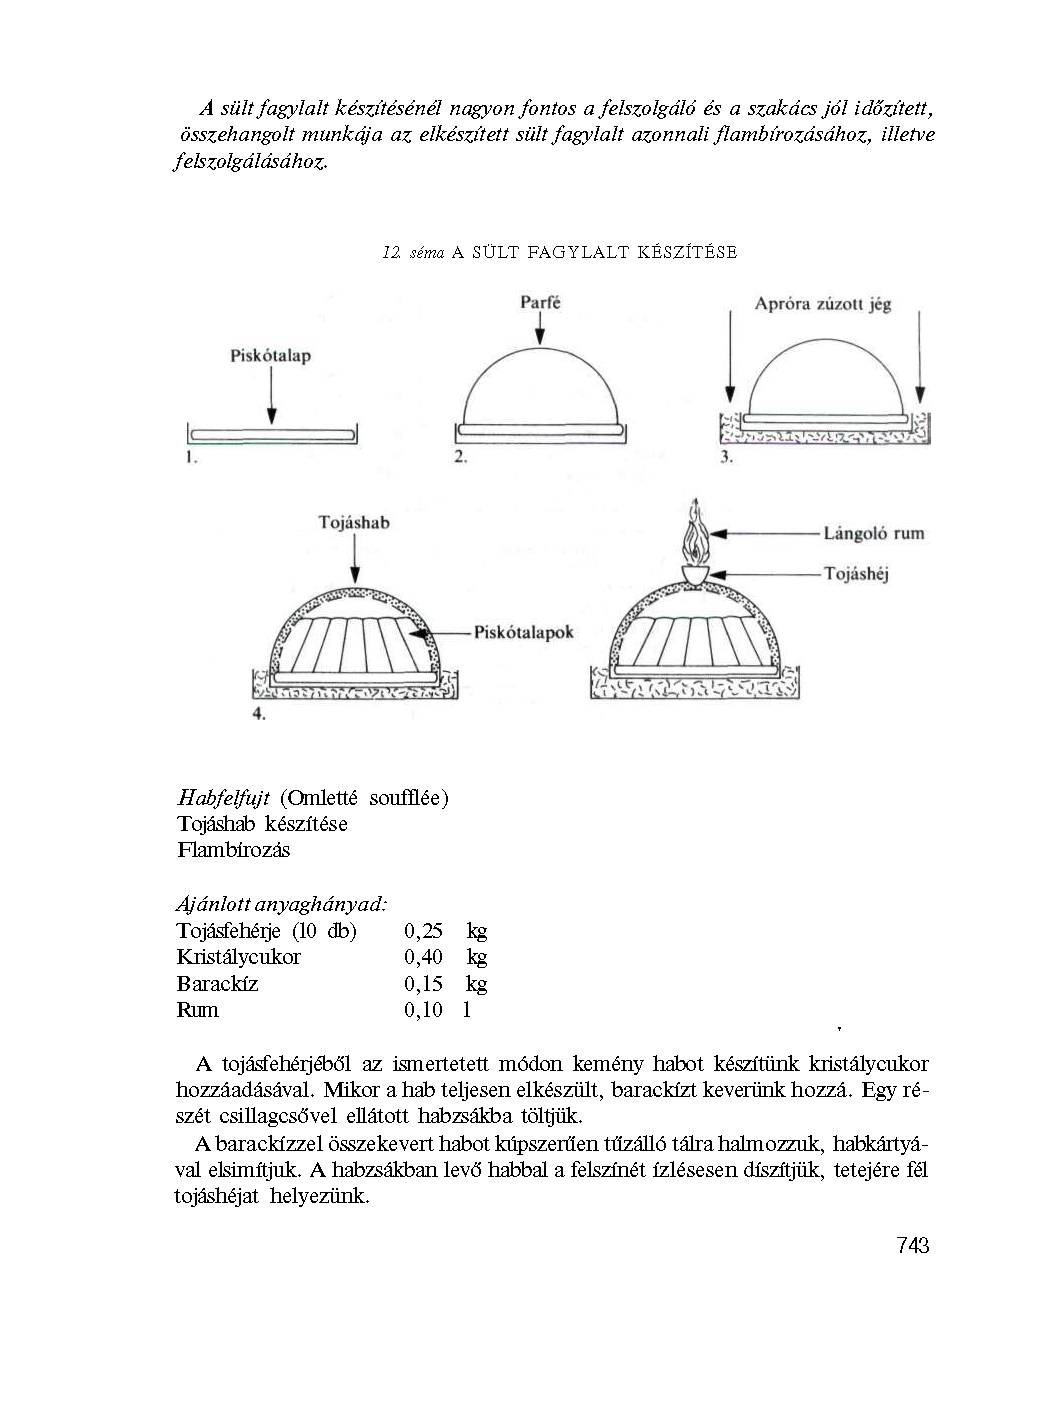 A sült fagylalt készítésénél nagyon fontos a felszolgáló és a szakács jól időzített,
összehangolt munkája az elkészített sült fagylalt azonnali flambírozásához, illetve
felszolgálásához.
12. séma A SÜLT FAGYLALT KÉSZÍTÉSE
Piskótalap
1.
Parfé
2.
Apróra zúzott jég
3.
Tojáshab
Piskótalapok
4.
Lángoló rum
Tojáshéj
Habfelfujt (Omletté soufflée)
Tojáshab készítése
Flambírozás
Ajánlott anyaghányad:
Tojásfehérje (10 db) 0,25 kg
Kristálycukor 0,40 kg
Barackíz 0,15 kg
Rum 0,10 l
A tojásfehérjéből az ismertetett módon kemény habot készítünk kristálycukor
hozzáadásával. Mikor a hab teljesen elkészült, barackízt keverünk hozzá. Egy ré-
szét csillagcsővel ellátott habzsákba töltjük.
A barackízzel összekevert habot kúpszerűen tűzálló tálra halmozzuk, habkártyá-
val elsimítjuk. A habzsákban levő habbal a felszínét ízlésesen díszítjük, tetejére fél
tojáshéjat helyezünk.
743